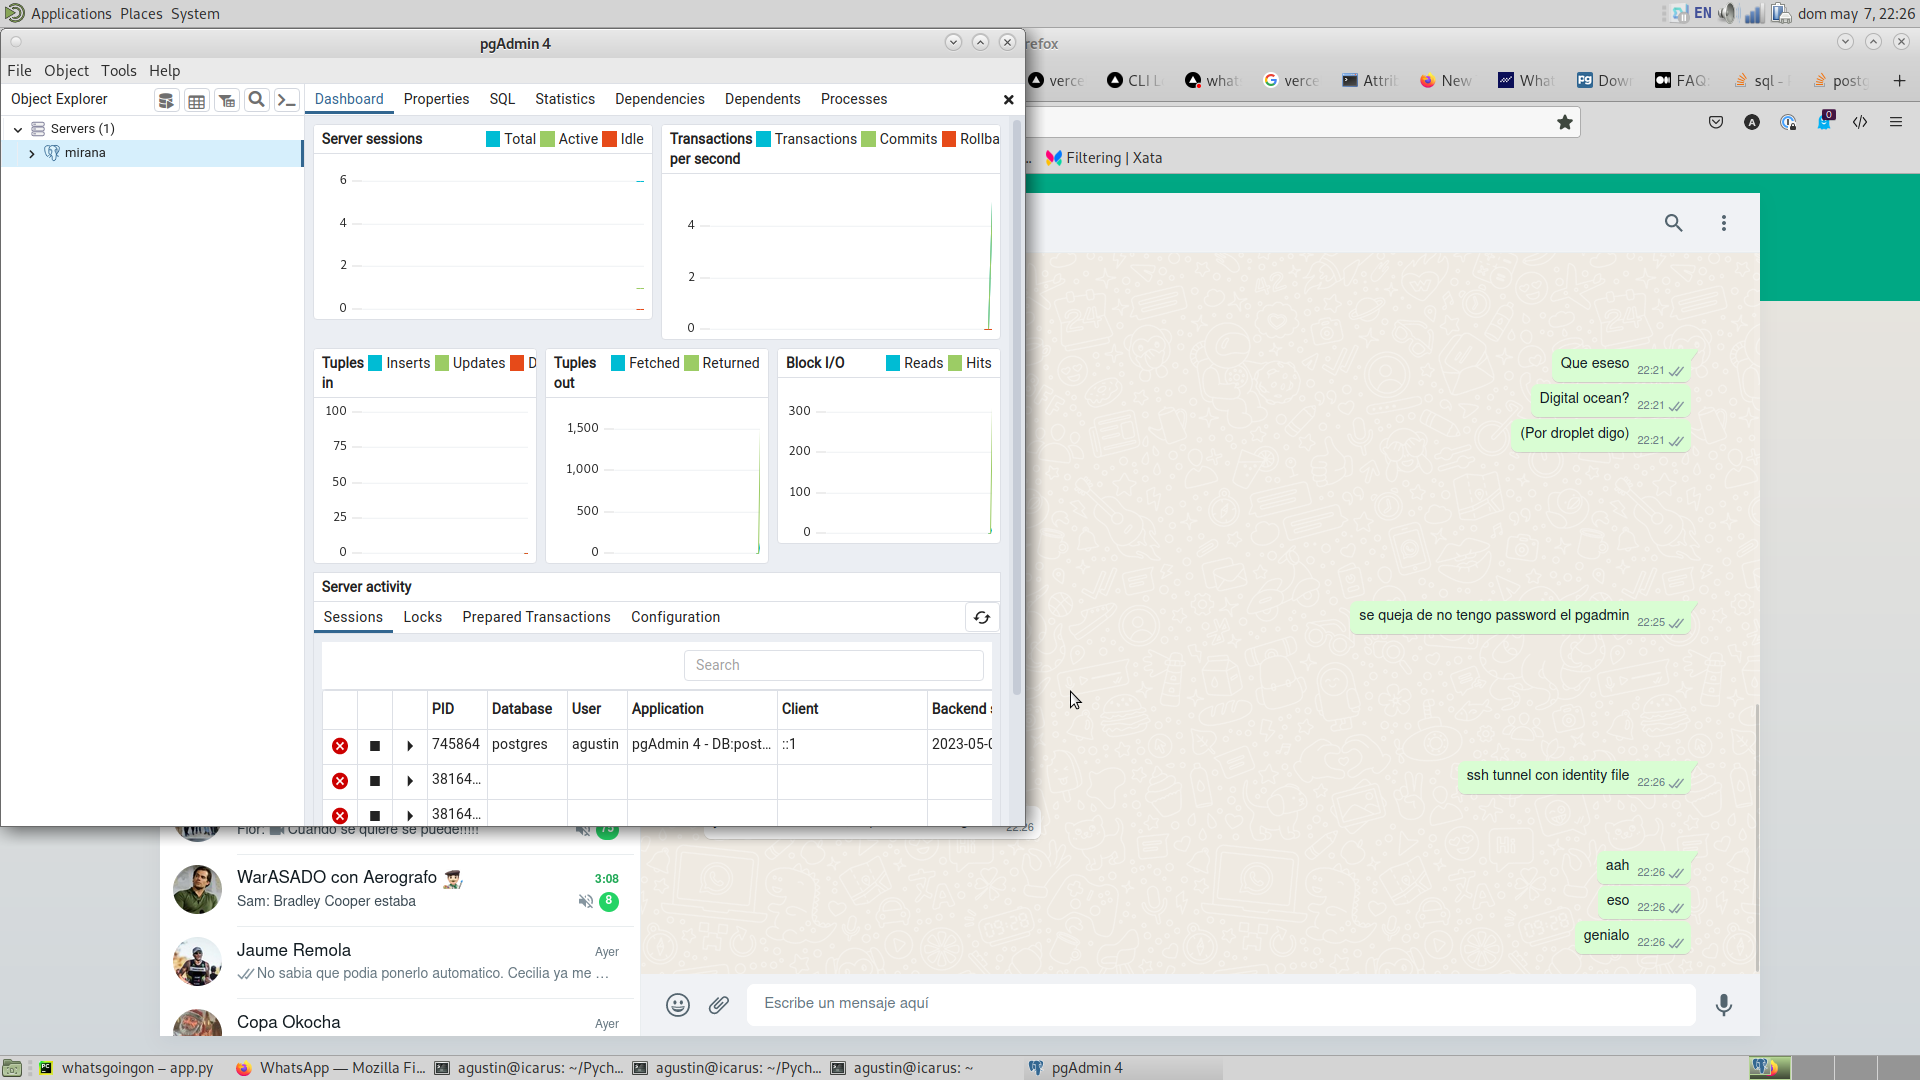 Applications Places System
EN
dom may 7, 22:26
pgAdmin 4
refox
File Object Tools Help
verce
CLI L
what
verce
Attri
New
What
Dow
FAQ
sql -
postg
Object Explorer
Dashboard Properties SQL Statistics Dependencies Dependents Processes
0
Servers (1)
mirana
Filtering | Xata
Server sessions
Total Active Idle
6
4
2
0
Transactions per second
Transactions Commits Rollba
4
2
0
Tuples in
Inserts Updates D
100
75
50
25
0
Tuples out
Fetched Returned
1,500
1,000
500
0
Block I/O
Reads Hits
300
200
100
0
Server activity
Sessions Locks Prepared Transactions Configuration
Search
PID Database User Application Client Backend
745864 postgres agustin pgAdmin 4 - DB:post... ::1 2023-05-0
38164...
38164...
Que eseso 22:21
Digital ocean? 22:21
(Por droplet digo) 22:21
se queja de no tengo password el pgadmin 22:25
ssh tunnel con identity file 22:26
22:26
aah 22:26
eso 22:26
genialo 22:26
Flor: Cuando se quiere se puede!!!!! 75
WarASADO con Aerografo 3:08
Sam: Bradley Cooper estaba 8
Jaume Remola Ayer
No sabia que podia ponerlo automatico. Cecilia ya me ...
Copa Okocha Ayer
Escribe un mensaje aquí
whatsgoingon – app.py
WhatsApp — Mozilla Fi...
agustin@icarus: ~/Pych...
agustin@icarus: ~/Pych...
agustin@icarus: ~
pgAdmin 4